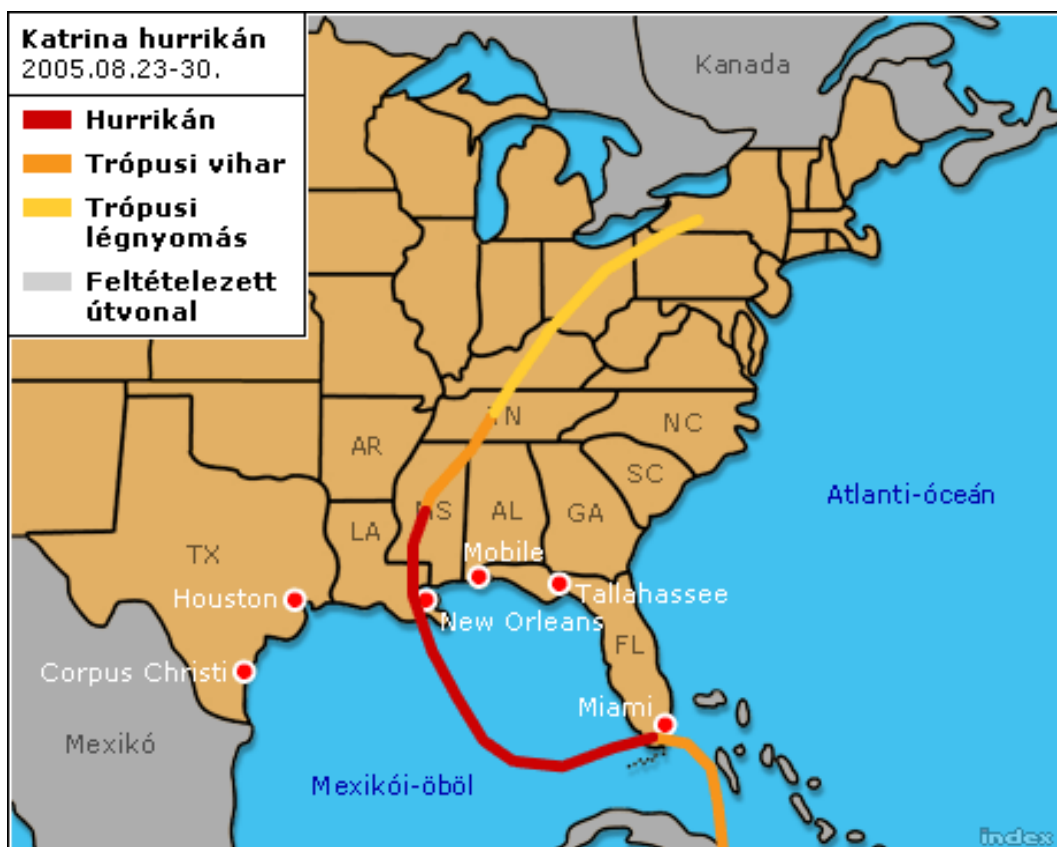 Katrina hurrikán
2005.08.23-30.
Hurrikán
Trópusi vihar
Trópusi
légnyomás
Feltételezett
útvonal
Kanada
TN
NC
AR
SC
MS
AL
GA
LA
TX
Atlanti-óceán
Mobile
Tallahassee
Houston
New Orleans
FL
Corpus Christi
Miami
Mexikó
Mexikói-öböl
index